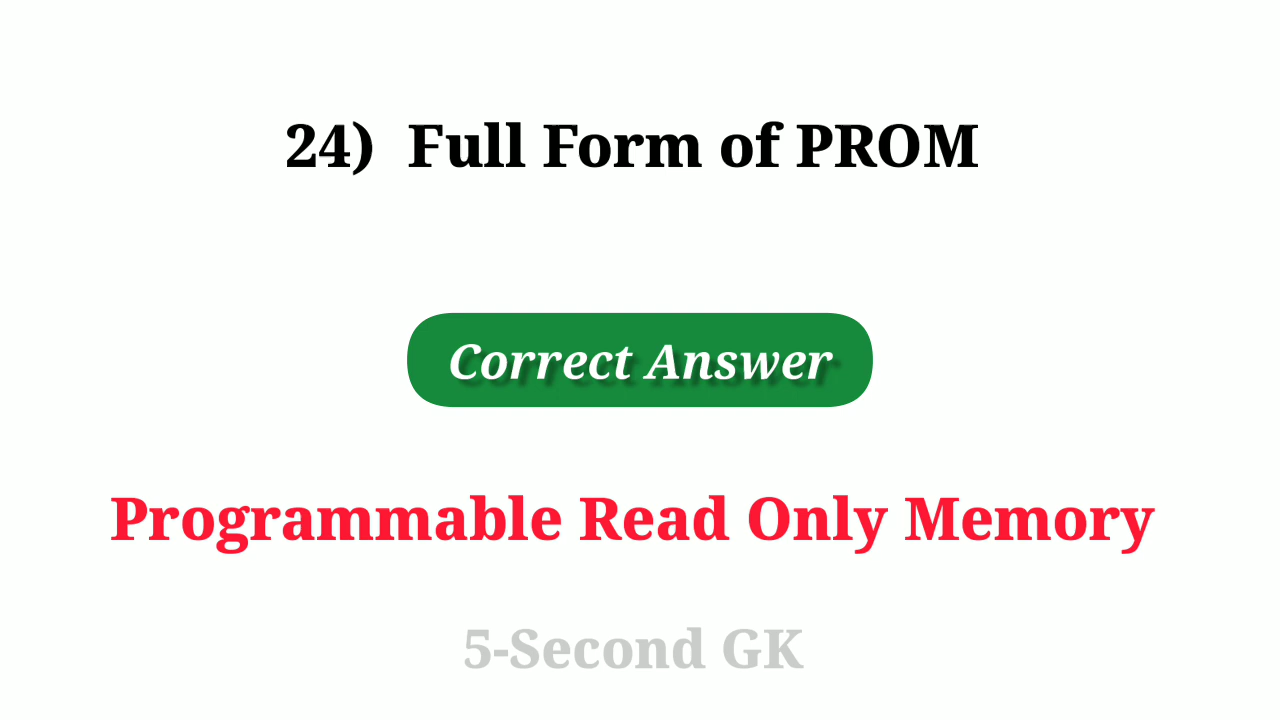 24) Full Form of PROM
Correct Answer
Programmable Read Only Memory
5-Second GK